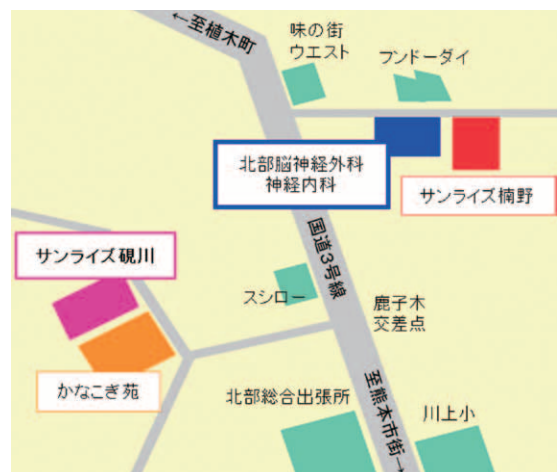 ←至植木町
味の街
ウエスト
フンドーダイ
北部脳神経外科
神経内科
サンライズ楠野
国道3号線
サンライズ硯川
スシロー
鹿子木
交差点
かなこぎ苑
北部総合出張所
至熊本市街→
川上小